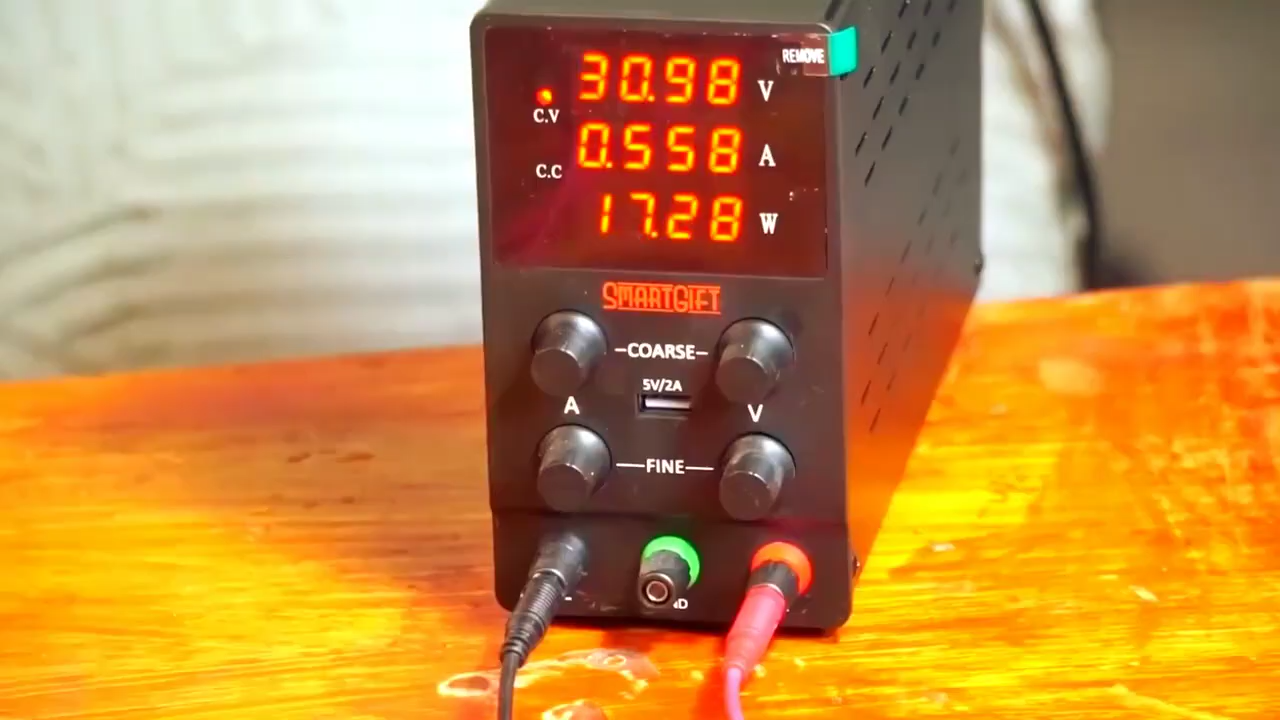 REMOVE
30.98 V
C.V
0.558 A
C.C
17.28 W
SMARTGIFT
COARSE
5V/2A
A V
FINE
-